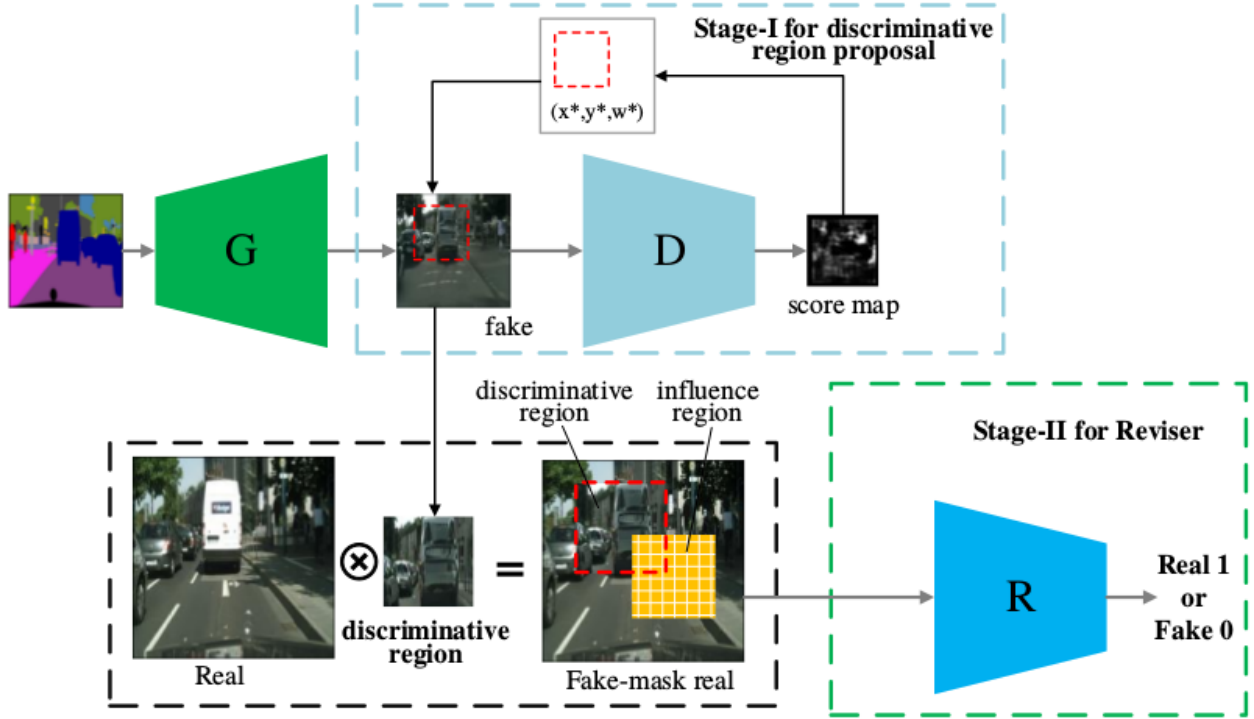 Stage-I for discriminative
region proposal
(x*,y*,w*)
G
D
fake
score map
discriminative
region
influence
region
Stage-II for Reviser
=
discriminative
region
Real
Fake-mask real
R
Real 1
or
Fake 0